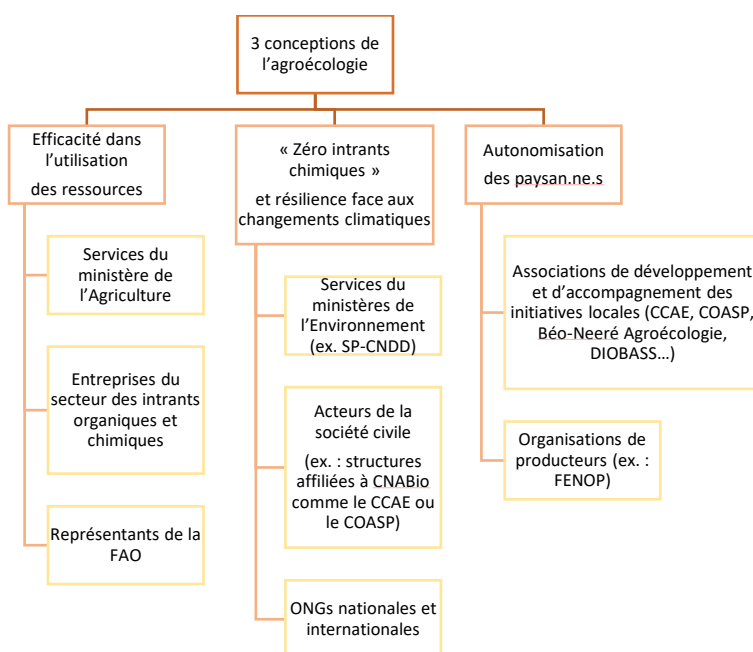 3 conceptions de
l'agroécologie
Efficacité dans
l'utilisation
des ressources
Services du
ministère de
l'Agriculture
Entreprises du
secteur des intrants
organiques et
chimiques
Représentants de la
FAO
« Zéro intrants
chimiques »
et résilience face aux
changements climatiques
Services du
ministères de
l'Environnement
(ex. SP-CNDD)
Acteurs de la
société civile
(ex. : structures
affiliées à CNABio
comme le CCAE ou
le COASP)
ONGs nationales et
internationales
Autonomisation
des paysan.ne.s
Associations de développement
et d'accompagnement des
initiatives locales (CCAE, COASP,
Béo-Neeré Agroécologie,
DIOBASS…)
Organisations de
producteurs (ex. :
FENOP)